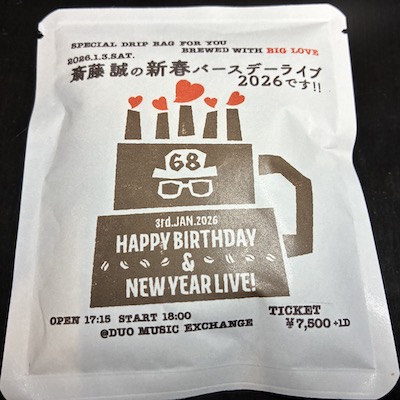 SPECIAL DRIP BAG FOR YOU
BREWED WITH BIG LOVE
2026.1.3.SAT.
斎藤 誠の新春バースデーライブ
2026です!!
68
3rd.JAN.2026
HAPPY BIRTHDAY
&
NEW YEAR LIVE!
OPEN 17:15 START 18:00
@DUO MUSIC EXCHANGE
TICKET
¥7,500+1D